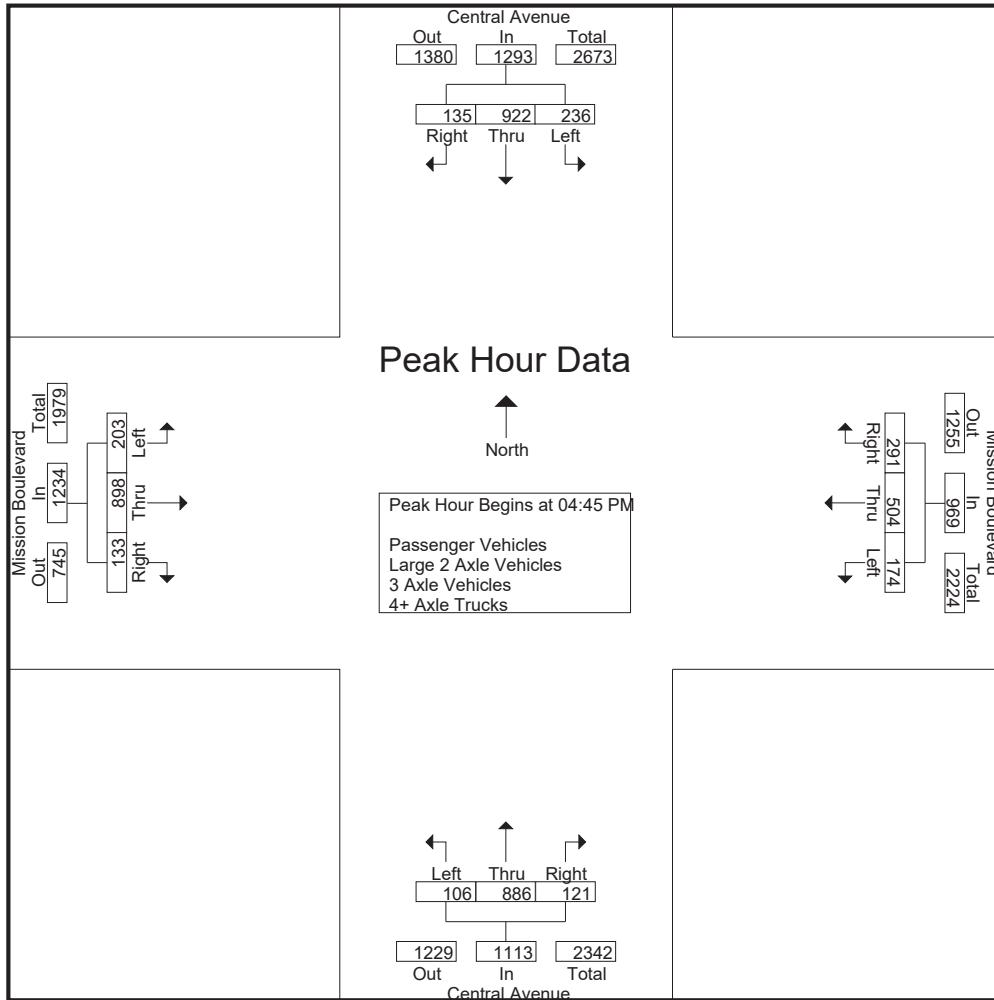 Central Avenue
Out In Total
1380 1293 2673
135 922 236
Right Thru Left
Peak Hour Data
North
Peak Hour Begins at 04:45 PM
Passenger Vehicles
Large 2 Axle Vehicles
3 Axle Vehicles
4+ Axle Trucks
Mission Boulevard
Out In Total
745 1234 1979
Left Thru Right
203 898 133
Mission Boulevard
Out In Total
1255 969 2224
Right Thru Left
291 504 174
Left Thru Right
106 886 121
1229 1113 2342
Out In Total
Central Avenue